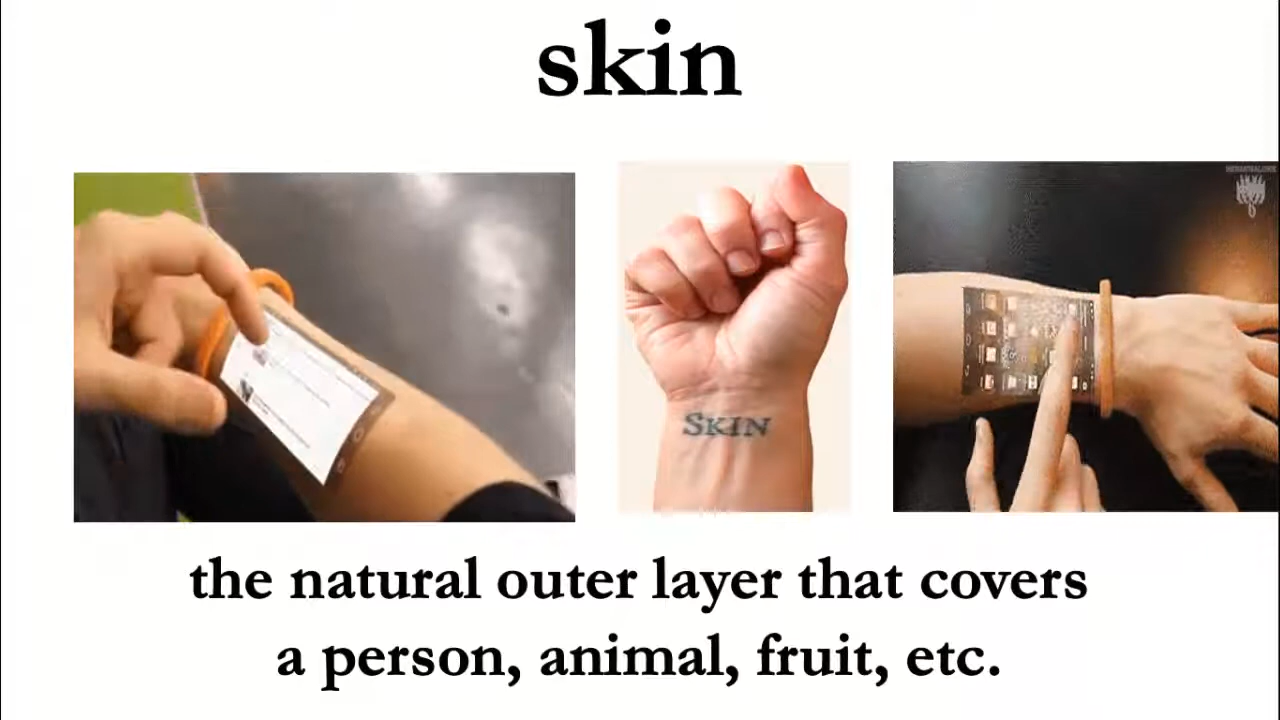 skin
SKIN
the natural outer layer that covers
a person, animal, fruit, etc.